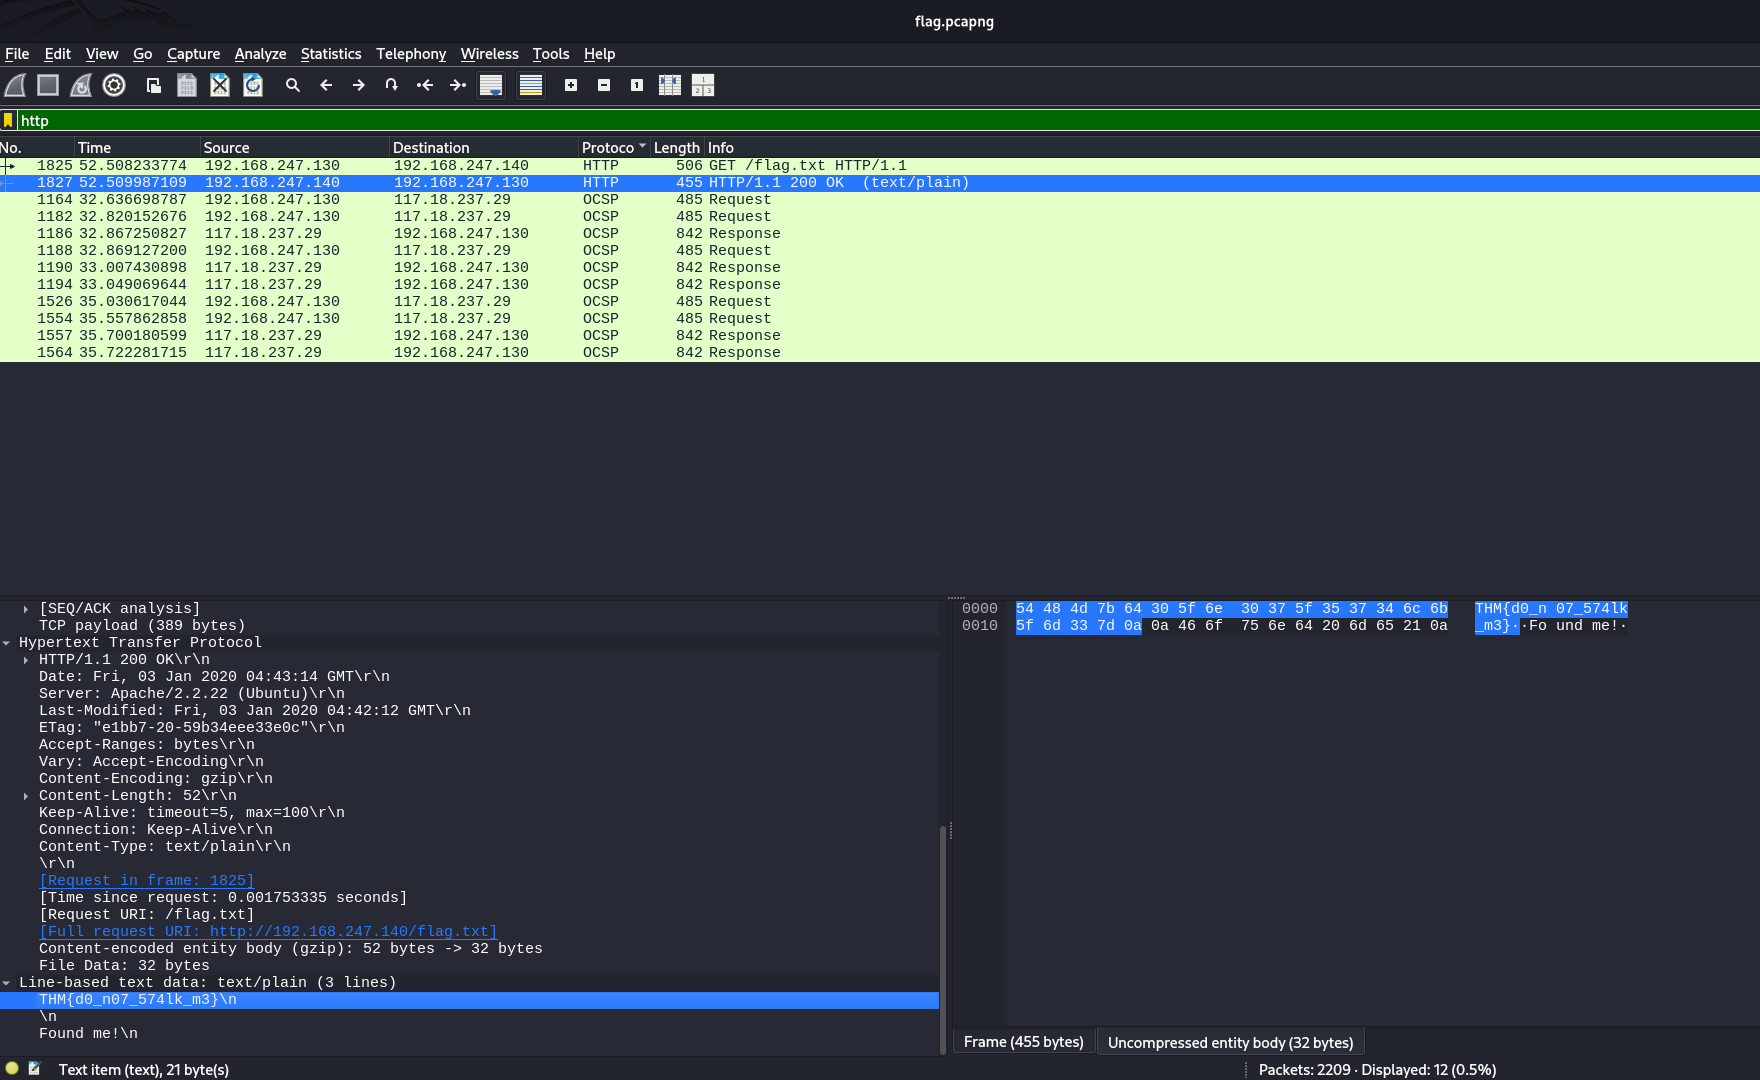 flag.pcapng
File Edit View Go Capture Analyze Statistics Telephony Wireless Tools Help
http
No. Time Source Destination Protoco Length Info
1825 52.508233774 192.168.247.130 192.168.247.140 HTTP 506 GET /flag.txt HTTP/1.1
1827 52.509987109 192.168.247.140 192.168.247.130 HTTP 455 HTTP/1.1 200 OK  (text/plain)
1164 32.636698787 192.168.247.130 117.18.237.29 OCSP 485 Request
1182 32.820152676 192.168.247.130 117.18.237.29 OCSP 485 Request
1186 32.867250827 117.18.237.29 192.168.247.130 OCSP 842 Response
1188 32.869127200 192.168.247.130 117.18.237.29 OCSP 485 Request
1190 33.007430898 117.18.237.29 192.168.247.130 OCSP 842 Response
1194 33.049069644 117.18.237.29 192.168.247.130 OCSP 842 Response
1526 35.030617044 192.168.247.130 117.18.237.29 OCSP 485 Request
1554 35.557862858 192.168.247.130 117.18.237.29 OCSP 485 Request
1557 35.700180599 117.18.237.29 192.168.247.130 OCSP 842 Response
1564 35.722281715 117.18.237.29 192.168.247.130 OCSP 842 Response
[SEQ/ACK analysis]
TCP payload (389 bytes)
Hypertext Transfer Protocol
HTTP/1.1 200 OK\r\n
Date: Fri, 03 Jan 2020 04:43:14 GMT\r\n
Server: Apache/2.2.22 (Ubuntu)\r\n
Last-Modified: Fri, 03 Jan 2020 04:42:12 GMT\r\n
ETag: "e1bb7-20-59b34eee33e0c"\r\n
Accept-Ranges: bytes\r\n
Vary: Accept-Encoding\r\n
Content-Encoding: gzip\r\n
Content-Length: 52\r\n
Keep-Alive: timeout=5, max=100\r\n
Connection: Keep-Alive\r\n
Content-Type: text/plain\r\n
\r\n
[Request in frame: 1825]
[Time since request: 0.001753335 seconds]
[Request URI: /flag.txt]
[Full request URI: http://192.168.247.140/flag.txt]
Content-encoded entity body (gzip): 52 bytes -> 32 bytes
File Data: 32 bytes
Line-based text data: text/plain (3 lines)
THM{d0_n07_574lk_m3}\n
\n
Found me!\n
0000 54 48 4d 7b 64 30 5f 6e 30 37 5f 35 37 34 6c 6b THM{d0_n 07_574lk
0010 5f 6d 33 7d 0a 0a 46 6f 75 6e 64 20 6d 65 21 0a _m3}··Fo und me!·
Frame (455 bytes) Uncompressed entity body (32 bytes)
Text item (text), 21 byte(s) Packets: 2209 · Displayed: 12 (0.5%)